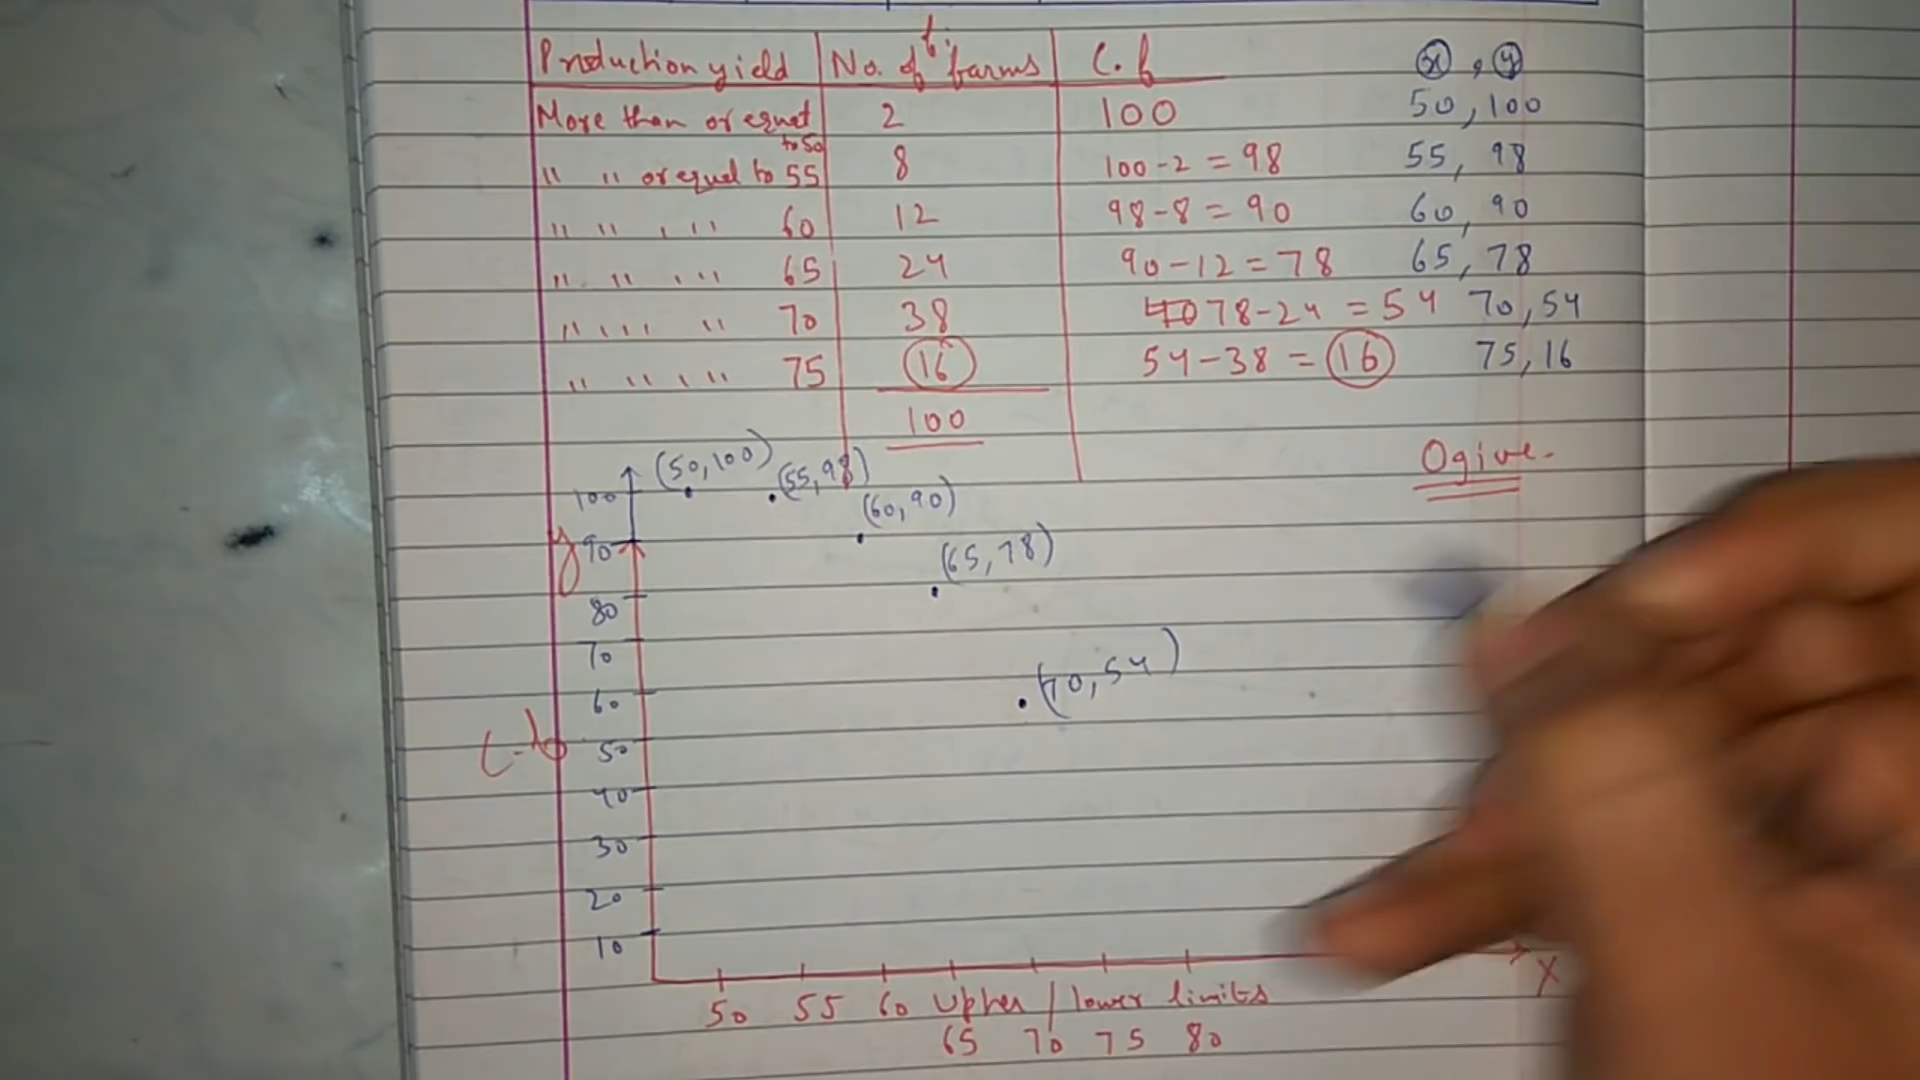 f.
Production yield No. of farms C.f (x), (y)
More than or equal to 50 2 100 50, 100
" " or equal to 55 8 100-2 = 98 55, 98
" " , " 60 12 98-8 = 90 60, 90
" " , " 65 24 90-12 = 78 65, 78
" " , " 70 38 78-24 = 54 70, 54
" " , " 75 16 54-38 = 16 75, 16
100
Ogive.
(50,100) (55,98)
100
(60,90)
y 90 (65,78)
80
70
(70,54)
60
50
40
30
20
10
X
50 55 60 upper / lower limits
65 70 75 80